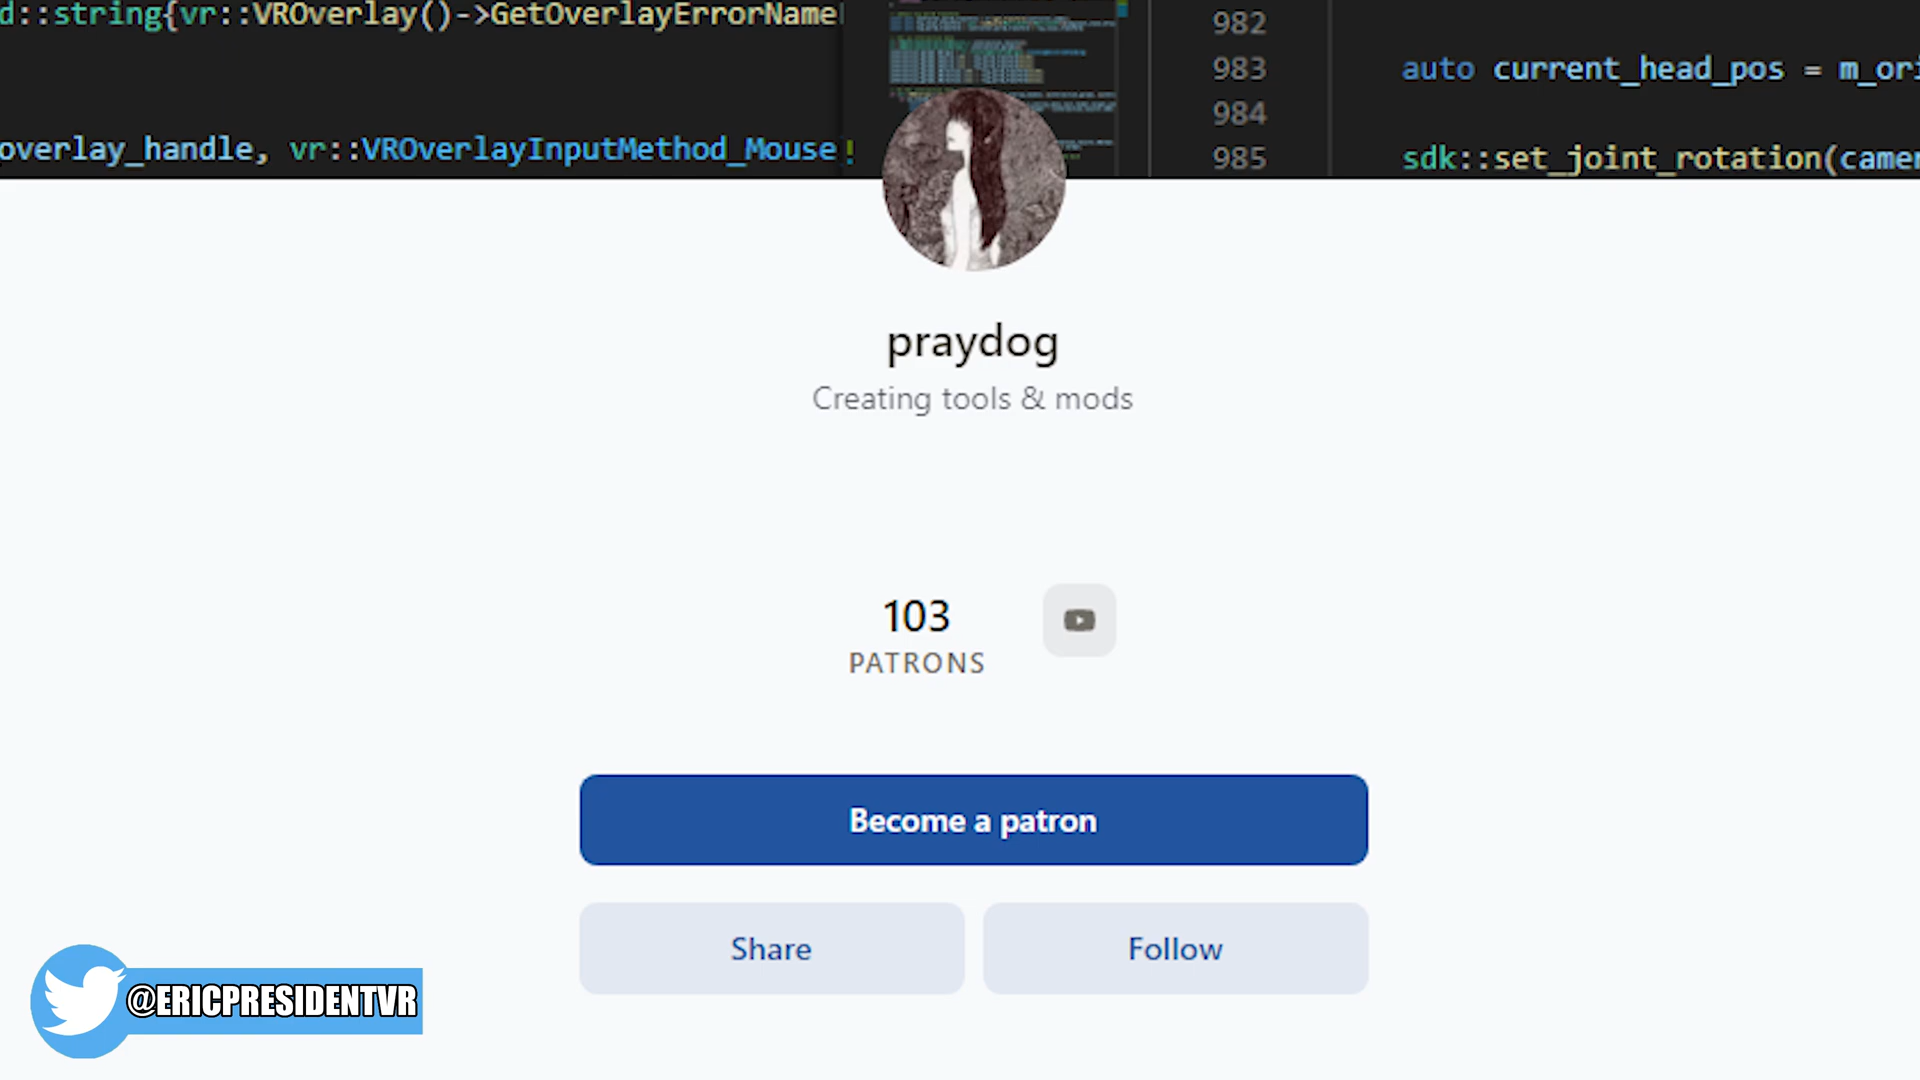 d::string{vr::VROverlay()->GetOverlayErrorName
overlay_handle, vr::VROverlayInputMethod_Mouse
982
983 auto current_head_pos = m_ori
984
985 sdk::set_joint_rotation(camer
praydog
Creating tools & mods
103
PATRONS
Become a patron
Share
Follow
@ERICPRESIDENTVR